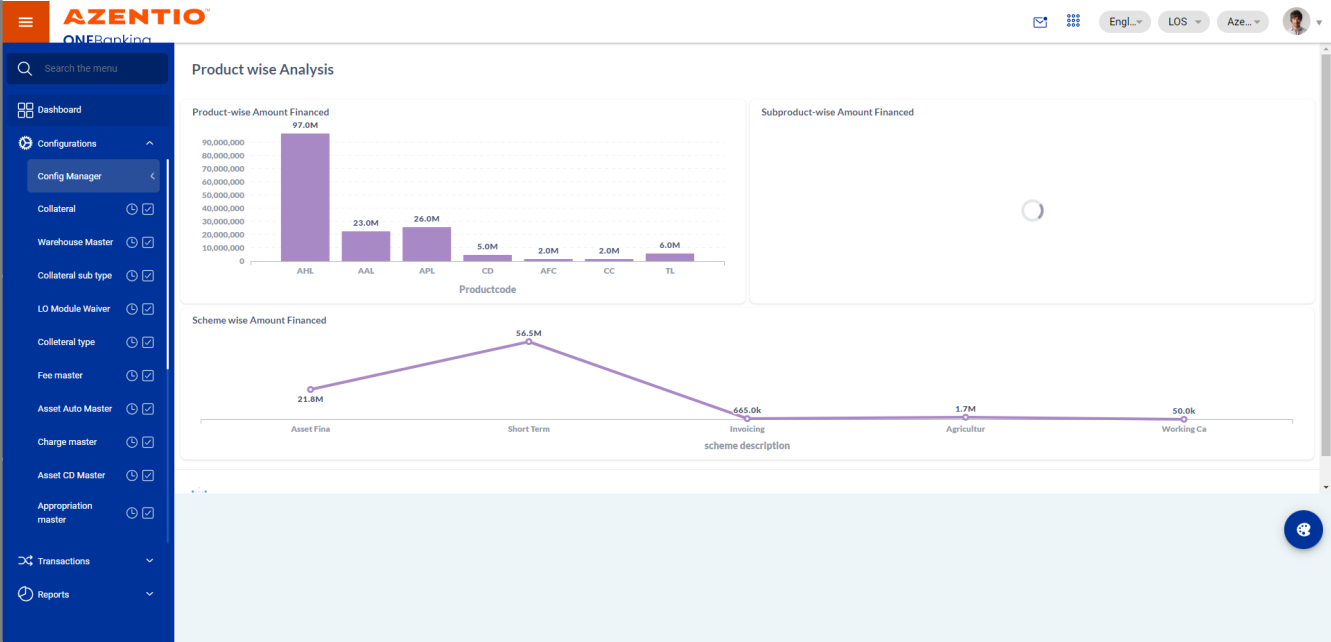 AZENTIO
ONEBanking
Engl...
LOS
Aze...
Search the menu
Dashboard
Configurations
Config Manager
Collateral
Warehouse Master
Collateral sub type
LO Module Waiver
Colleteral type
Fee master
Asset Auto Master
Charge master
Asset CD Master
Appropriation
master
Transactions
Reports
Product wise Analysis
Product-wise Amount Financed
97.0M
90,000,000
80,000,000
70,000,000
60,000,000
50,000,000
40,000,000
30,000,000
20,000,000
10,000,000
0
23.0M
26.0M
5.0M
2.0M
2.0M
6.0M
AHL
AAL
APL
CD
AFC
CC
TL
Productcode
Subproduct-wise Amount Financed
Scheme wise Amount Financed
21.8M
56.5M
665.0k
1.7M
50.0k
Asset Fina
Short Term
Invoicing
Agricultur
Working Ca
scheme description